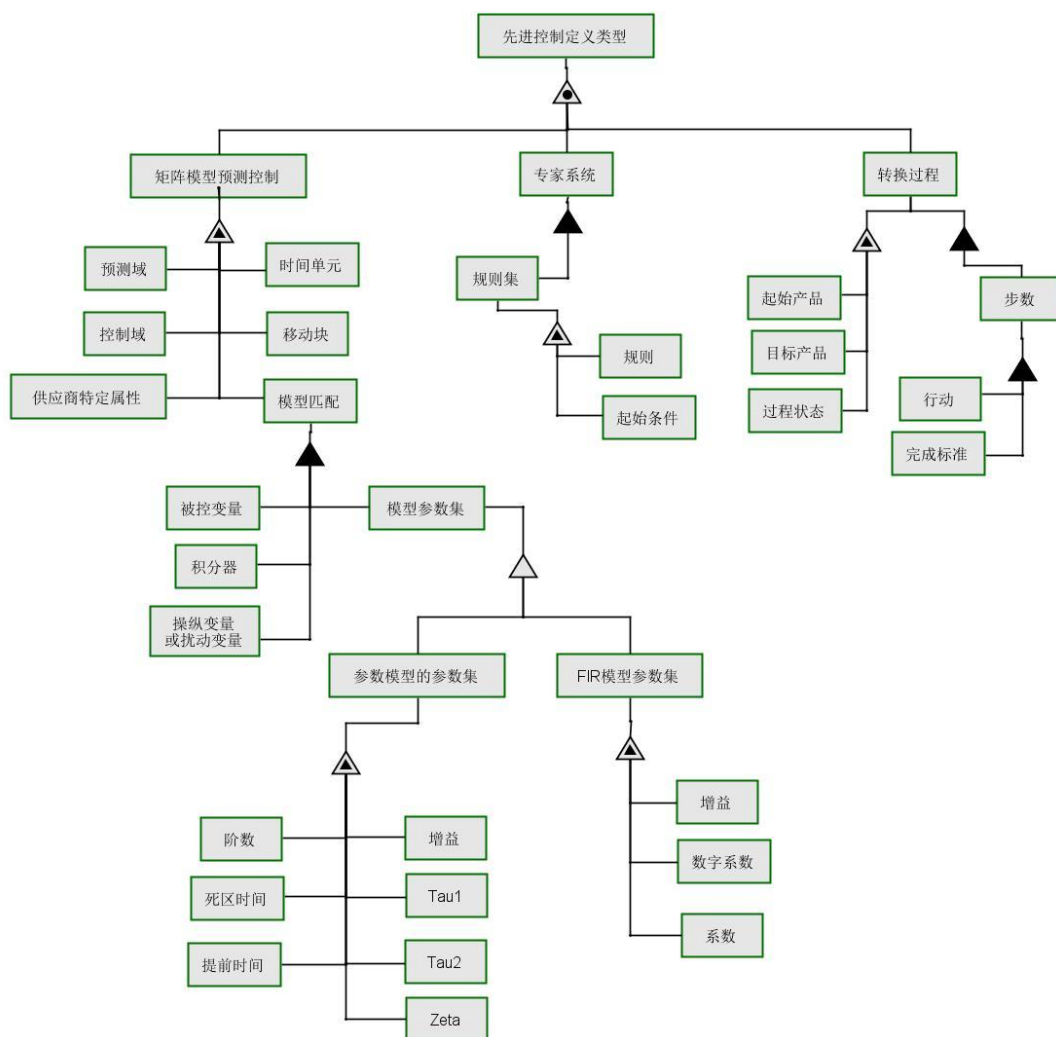 先进控制定义类型
矩阵模型预测控制
专家系统
转换过程
预测域
时间单元
规则集
起始产品
步数
控制域
移动块
规则
目标产品
供应商特定属性
模型匹配
起始条件
过程状态
行动
完成标准
被控变量
模型参数集
积分器
操纵变量
或扰动变量
参数模型的参数集
FIR模型参数集
阶数
增益
增益
死区时间
Tau1
数字系数
提前时间
Tau2
系数
Zeta